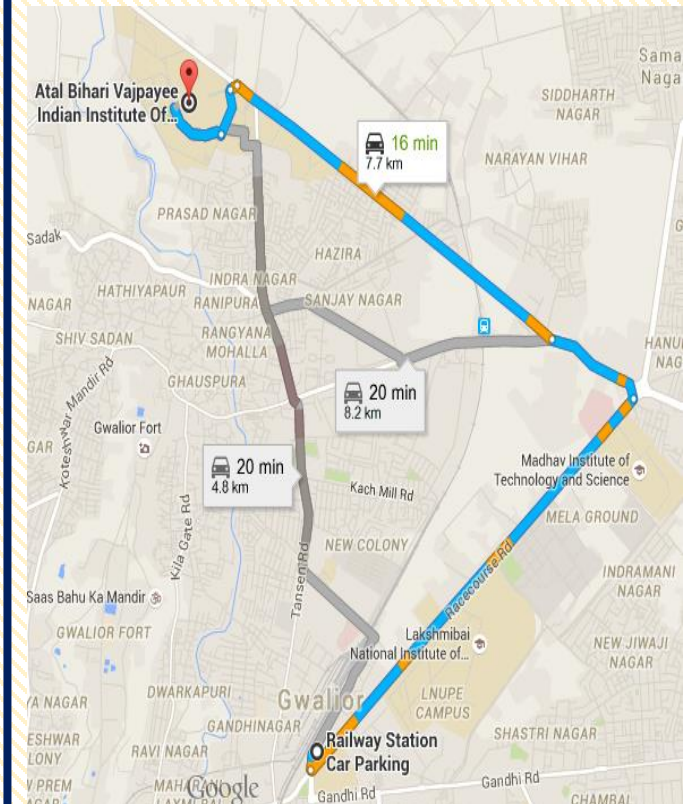 Atal Bihari Vajpayee
Indian Institute Of...
Sama
Naga
SIDDHARTH
NAGAR
16 min
7.7 km
NARAYAN VIHAR
PRASAD NAGAR
Sadak
HAZIRA
HATHIYAPAUR
INDRA NAGAR
RANIPURA
SANJAY NAGAR
NAGAR
SHIV SADAN
RANGYANA
MOHALLA
HANU
NAG
GHAUSPURA
20 min
8.2 km
Koteshwar Mandir Rd
Gwalior Fort
GAR
20 min
4.8 km
Madhav Institute of
Technology and Science
Kach Mill Rd
MELA GROUND
Kila Gate Rd
NEW COLONY
Racecourse Rd
INDRAMANI
NAGAR
Tansen Rd
Saas Bahu Ka Mandir
GWALIOR FORT
Lakshmibai
National Institute of...
NEW JIWAJI
NAGAR
DWARKAPURI
Gwalior
LNUPE
CAMPUS
YA NAGAR
GANDHINAGAR
SHASTRI NAGAR
ESHWAR
LONY
RAVI NAGAR
Railway Station
Car Parking
Gandhi Rd
V PREM
AGAR
MAHARANI
LAXMI BAI
Google
Gandhi Rd
CHAMBAL